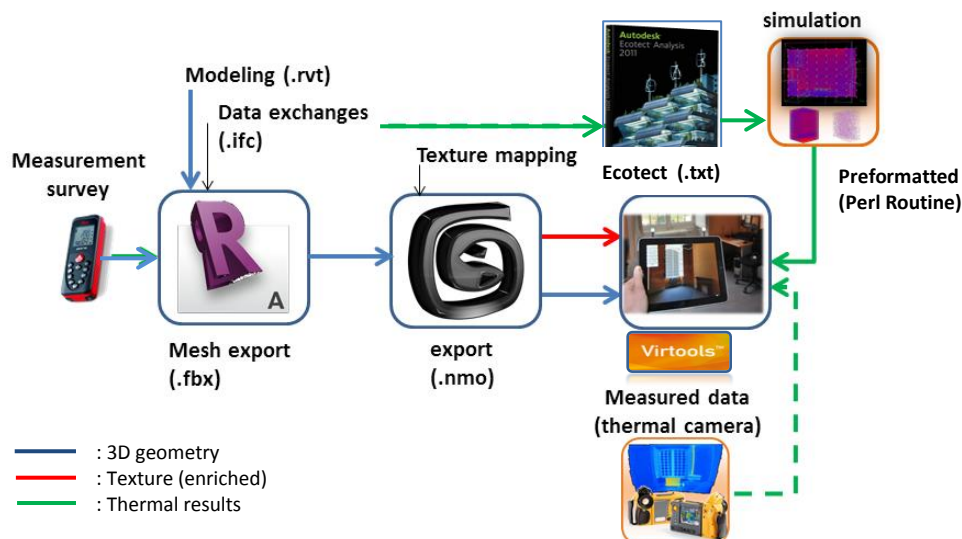 simulation
Autodesk
Ecotect Analysis
2011
Modeling (.rvt)
Data exchanges
(.ifc)
Measurement
survey
Texture mapping
Ecotect (.txt)
Preformatted
(Perl Routine)
R
A
Mesh export
(.fbx)
export
(.nmo)
Virtools™
Measured data
(thermal camera)
: 3D geometry
: Texture (enriched)
: Thermal results